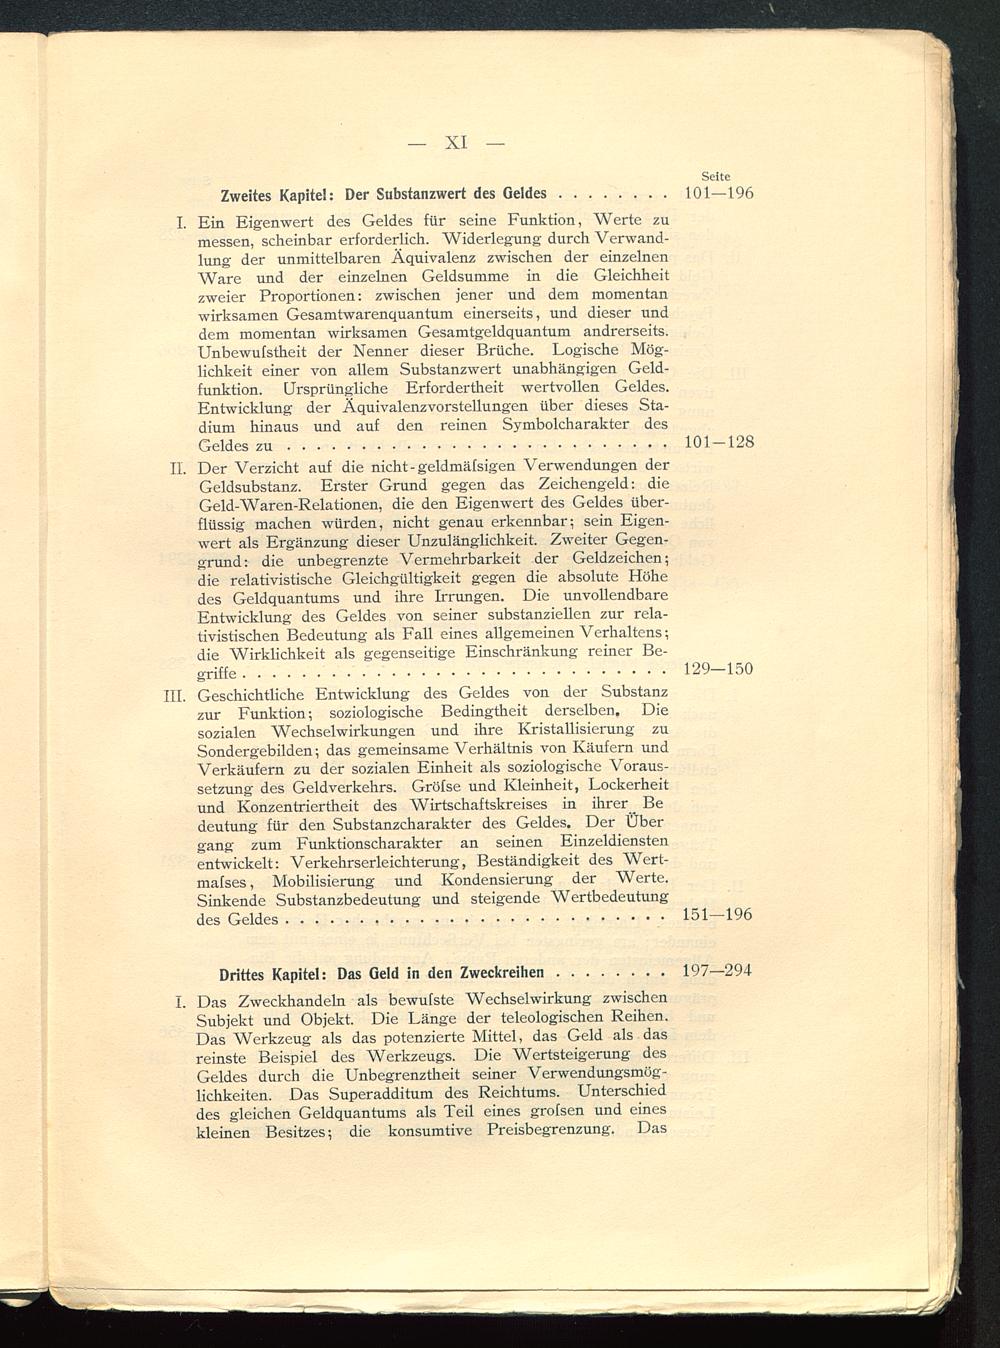 — XI —
Seite
Zweites Kapitel: Der Substanzwert des Geldes . . . . . . . . 101—196
I. Ein Eigenwert des Geldes für seine Funktion, Werte zu
messen, scheinbar erforderlich. Widerlegung durch Verwand-
lung der unmittelbaren Äquivalenz zwischen der einzelnen
Ware und der einzelnen Geldsumme in die Gleichheit
zweier Proportionen: zwischen jener und dem momentan
wirksamen Gesamtwarenquantum einerseits, und dieser und
dem momentan wirksamen Gesamtgeldquantum andrerseits.
Unbewuſstheit der Nenner dieser Brüche. Logische Mög-
lichkeit einer von allem Substanzwert unabhängigen Geld-
funktion. Ursprüngliche Erfordertheit wertvollen Geldes.
Entwicklung der Äquivalenzvorstellungen über dieses Sta-
dium hinaus und auf den reinen Symbolcharakter des
Geldes zu . . . . . . . . . . . . . . . . . . . . . . . . . . 101—128
II. Der Verzicht auf die nicht-geldmäſsigen Verwendungen der
Geldsubstanz. Erster Grund gegen das Zeichengeld: die
Geld-Waren-Relationen, die den Eigenwert des Geldes über-
flüssig machen würden, nicht genau erkennbar; sein Eigen-
wert als Ergänzung dieser Unzulänglichkeit. Zweiter Gegen-
grund: die unbegrenzte Vermehrbarkeit der Geldzeichen;
die relativistische Gleichgültigkeit gegen die absolute Höhe
des Geldquantums und ihre Irrungen. Die unvollendbare
Entwicklung des Geldes von seiner substanziellen zur rela-
tivistischen Bedeutung als Fall eines allgemeinen Verhaltens;
die Wirklichkeit als gegenseitige Einschränkung reiner Be-
griffe . . . . . . . . . . . . . . . . . . . . . . . . . . . . . 129—150
III. Geschichtliche Entwicklung des Geldes von der Substanz
zur Funktion; soziologische Bedingtheit derselben. Die
sozialen Wechselwirkungen und ihre Kristallisierung zu
Sondergebilden; das gemeinsame Verhältnis von Käufern und
Verkäufern zu der sozialen Einheit als soziologische Voraus-
setzung des Geldverkehrs. Gröſse und Kleinheit, Lockerheit
und Konzentriertheit des Wirtschaftskreises in ihrer Be
deutung für den Substanzcharakter des Geldes. Der Über
gang zum Funktionscharakter an seinen Einzeldiensten
entwickelt: Verkehrserleichterung, Beständigkeit des Wert-
maſses, Mobilisierung und Kondensierung der Werte.
Sinkende Substanzbedeutung und steigende Wertbedeutung
des Geldes . . . . . . . . . . . . . . . . . . . . . . . . . . 151—196
Drittes Kapitel: Das Geld in den Zweckreihen . . . . . . . . 197—294
I. Das Zweckhandeln als bewuſste Wechselwirkung zwischen
Subjekt und Objekt. Die Länge der teleologischen Reihen.
Das Werkzeug als das potenzierte Mittel, das Geld als das
reinste Beispiel des Werkzeugs. Die Wertsteigerung des
Geldes durch die Unbegrenztheit seiner Verwendungsmög-
lichkeiten. Das Superadditum des Reichtums. Unterschied
des gleichen Geldquantums als Teil eines groſsen und eines
kleinen Besitzes; die konsumtive Preisbegrenzung. Das